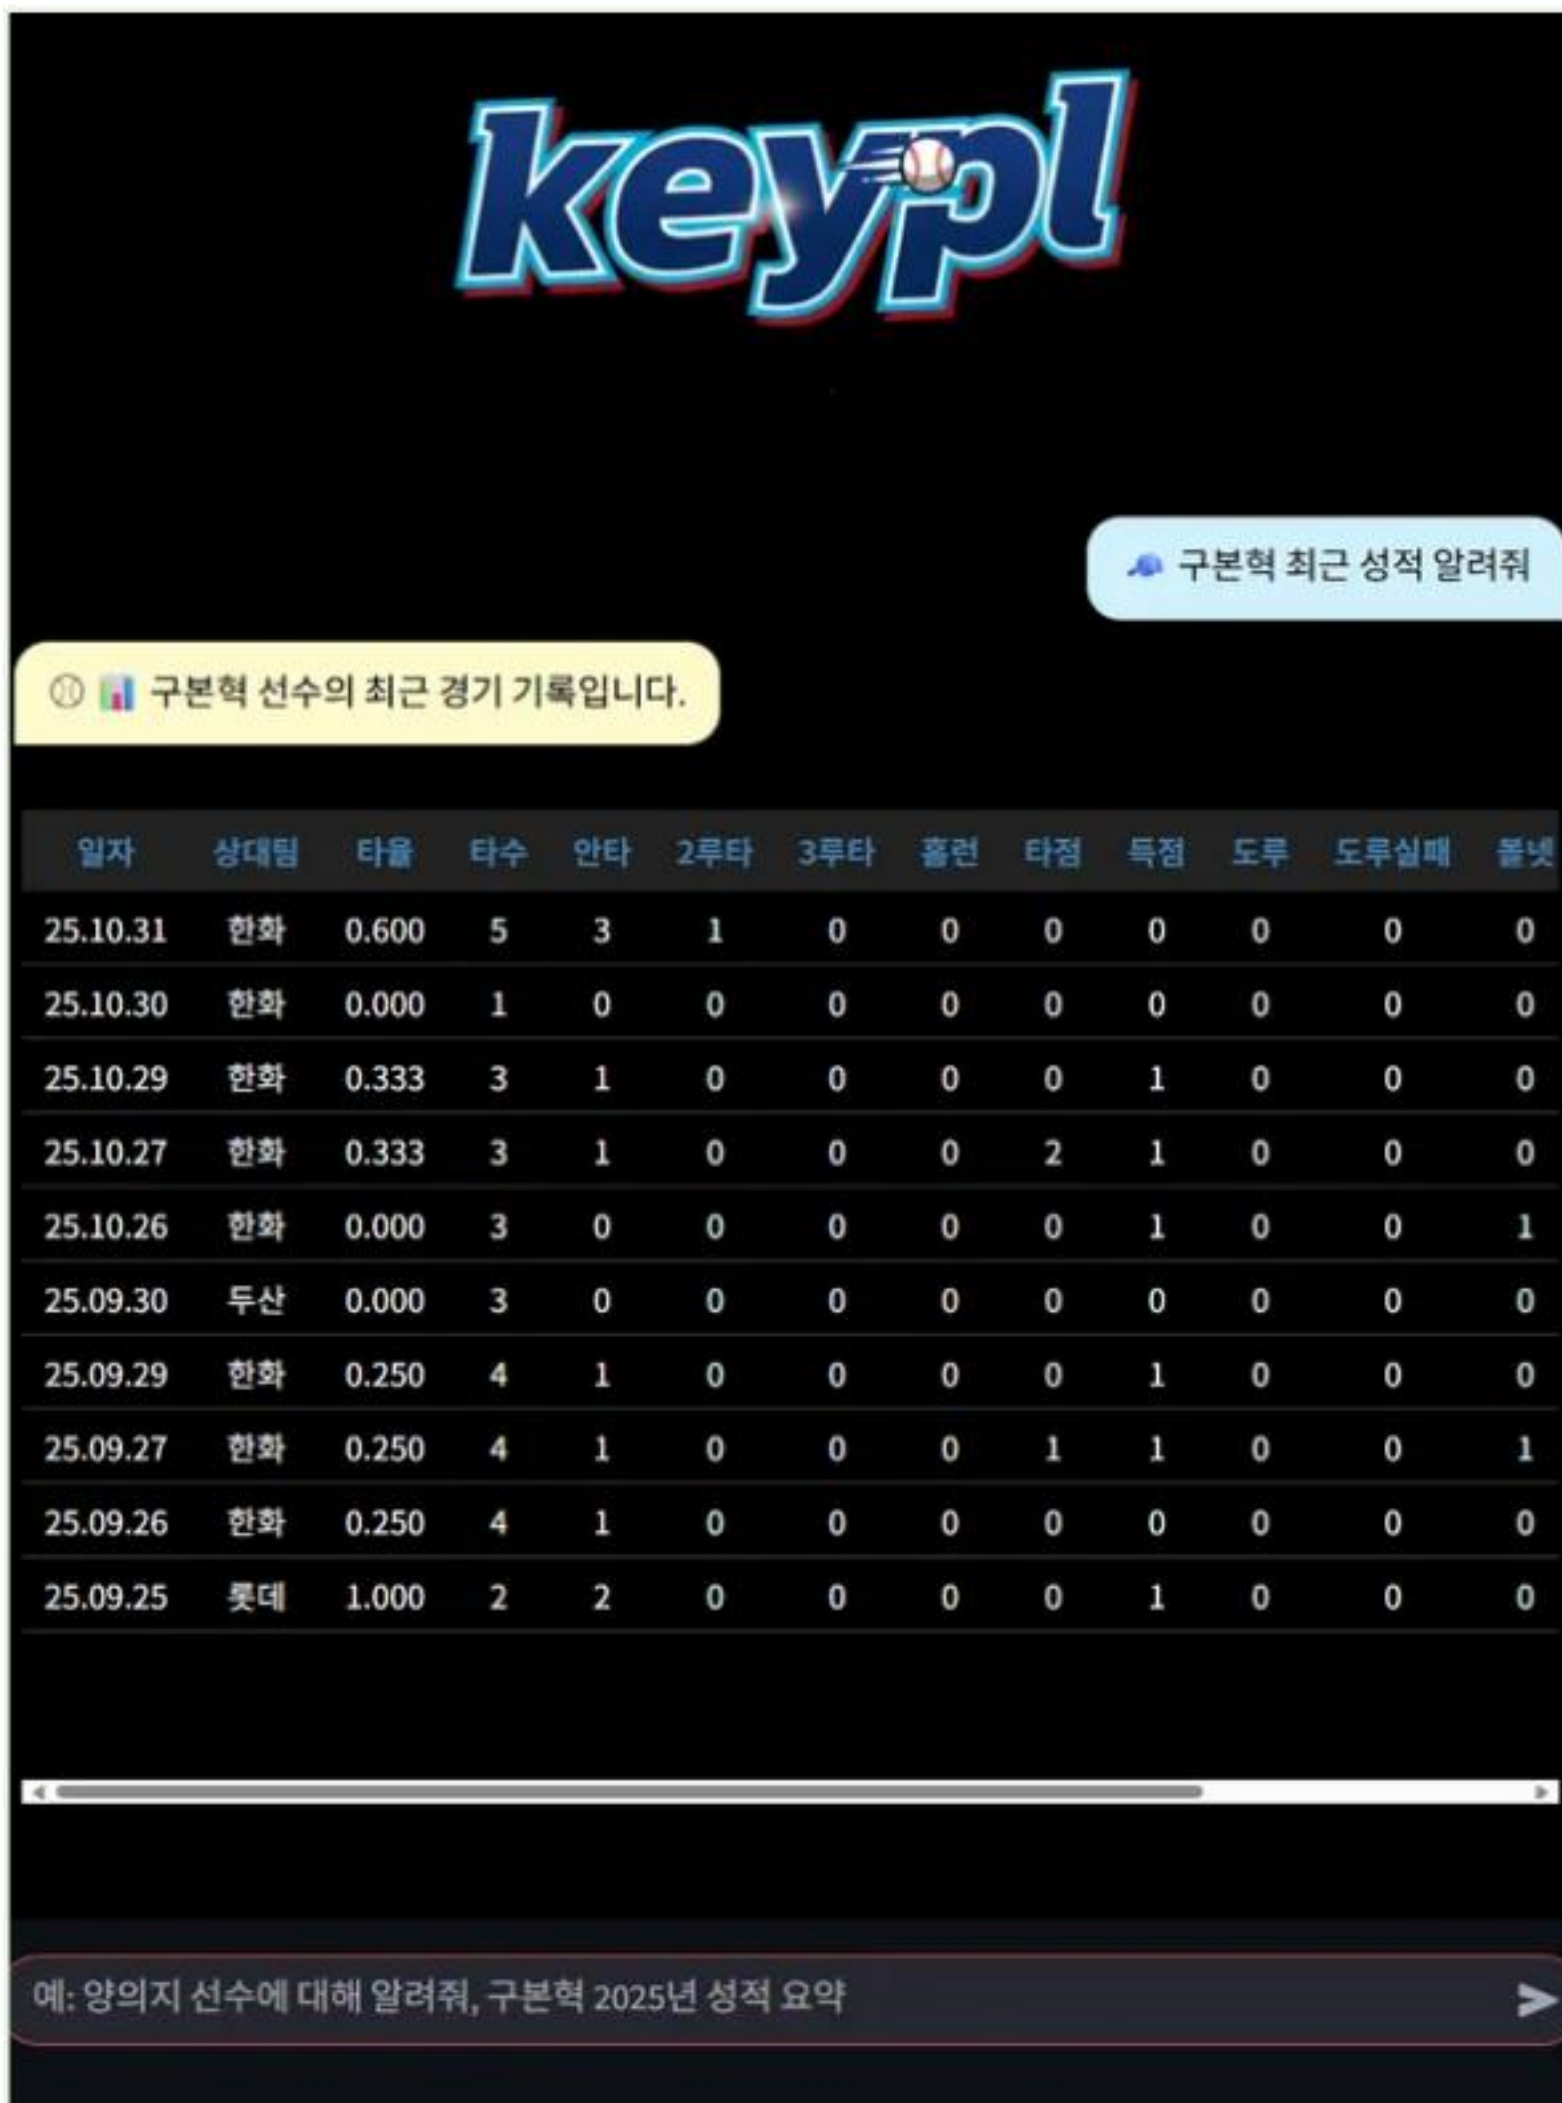 keypl
구본혁 최근 성적 알려줘
구본혁 선수의 최근 경기 기록입니다.
일자 상대팀 타율 타수 안타 2루타 3루타 홈런 타점 득점 도루 도루실패 볼넷
25.10.31 한화 0.600 5 3 1 0 0 0 0 0 0 0
25.10.30 한화 0.000 1 0 0 0 0 0 0 0 0 0
25.10.29 한화 0.333 3 1 0 0 0 0 1 0 0 0
25.10.27 한화 0.333 3 1 0 0 0 2 1 0 0 0
25.10.26 한화 0.000 3 0 0 0 0 0 1 0 0 1
25.09.30 두산 0.000 3 0 0 0 0 0 0 0 0 0
25.09.29 한화 0.250 4 1 0 0 0 0 1 0 0 0
25.09.27 한화 0.250 4 1 0 0 0 1 1 0 0 1
25.09.26 한화 0.250 4 1 0 0 0 0 0 0 0 0
25.09.25 롯데 1.000 2 2 0 0 0 0 1 0 0 0
예: 양의지 선수에 대해 알려줘, 구본혁 2025년 성적 요약